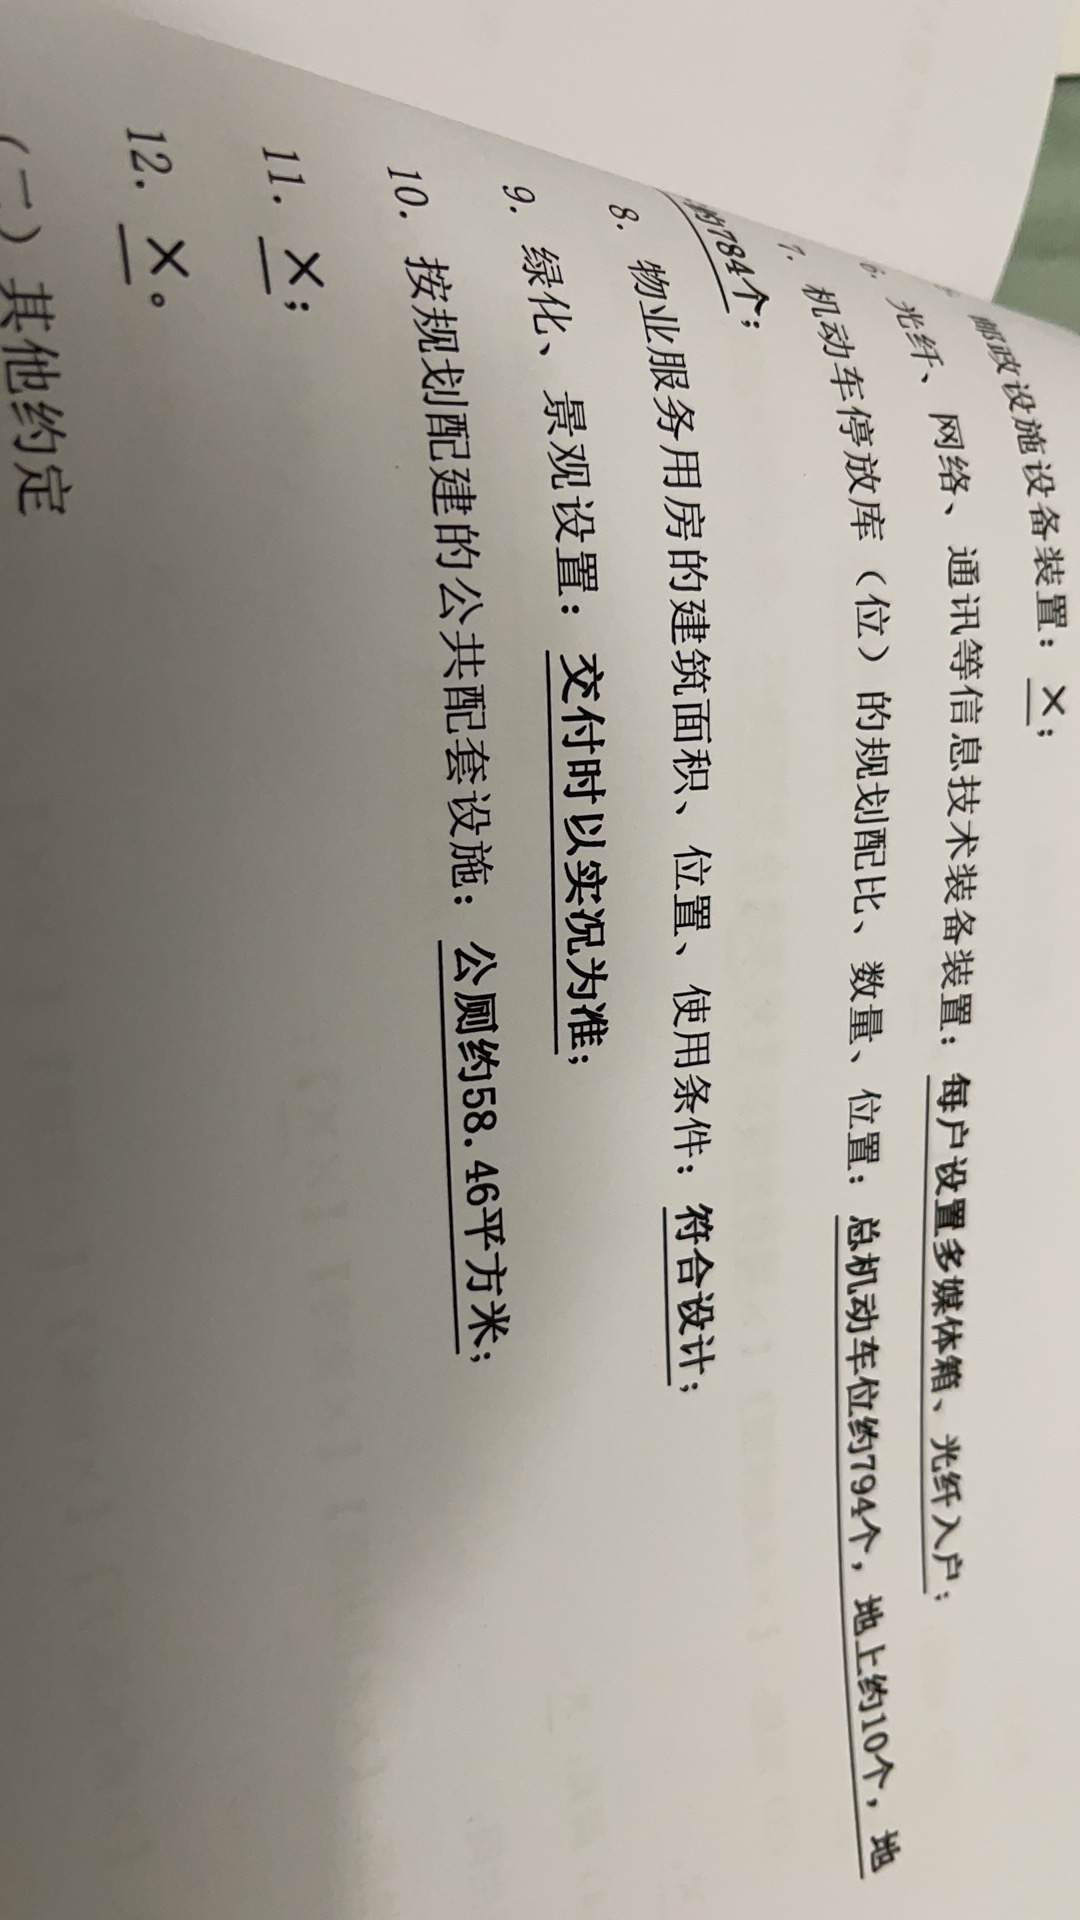 邮政设施设备装置：×；
6. 光纤、网络、通讯等信息技术装备装置：每户设置多媒体箱、光纤入户；
7. 机动车停放库（位）的规划配比、数量、位置：总机动车位约794个，地上约10个，地
约784个；
8. 物业服务用房的建筑面积、位置、使用条件：符合设计；
9. 绿化、景观设置：交付时以实况为准；
10. 按规划配建的公共配套设施：公厕约58.46平方米；
11. ×；
12. ×。
（二）其他约定